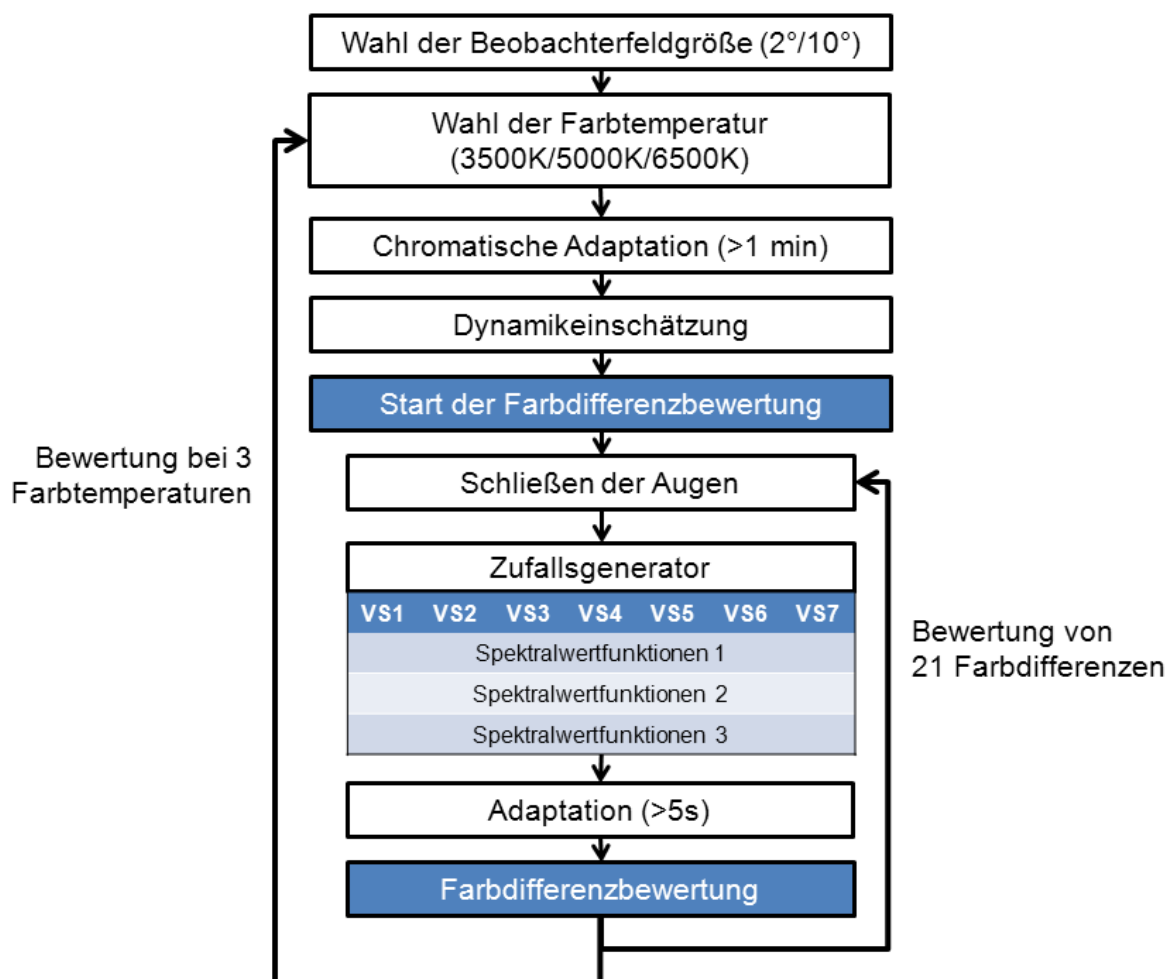 Wahl der Beobachterfeldgröße (2°/10°)
Wahl der Farbtemperatur
(3500K/5000K/6500K)
Chromatische Adaptation (>1 min)
Dynamikeinschätzung
Start der Farbdifferenzbewertung
Bewertung bei 3
Farbtemperaturen
Schließen der Augen
Zufallsgenerator
VS1 VS2 VS3 VS4 VS5 VS6 VS7
Spektralwertfunktionen 1
Spektralwertfunktionen 2
Spektralwertfunktionen 3
Bewertung von
21 Farbdifferenzen
Adaptation (>5s)
Farbdifferenzbewertung